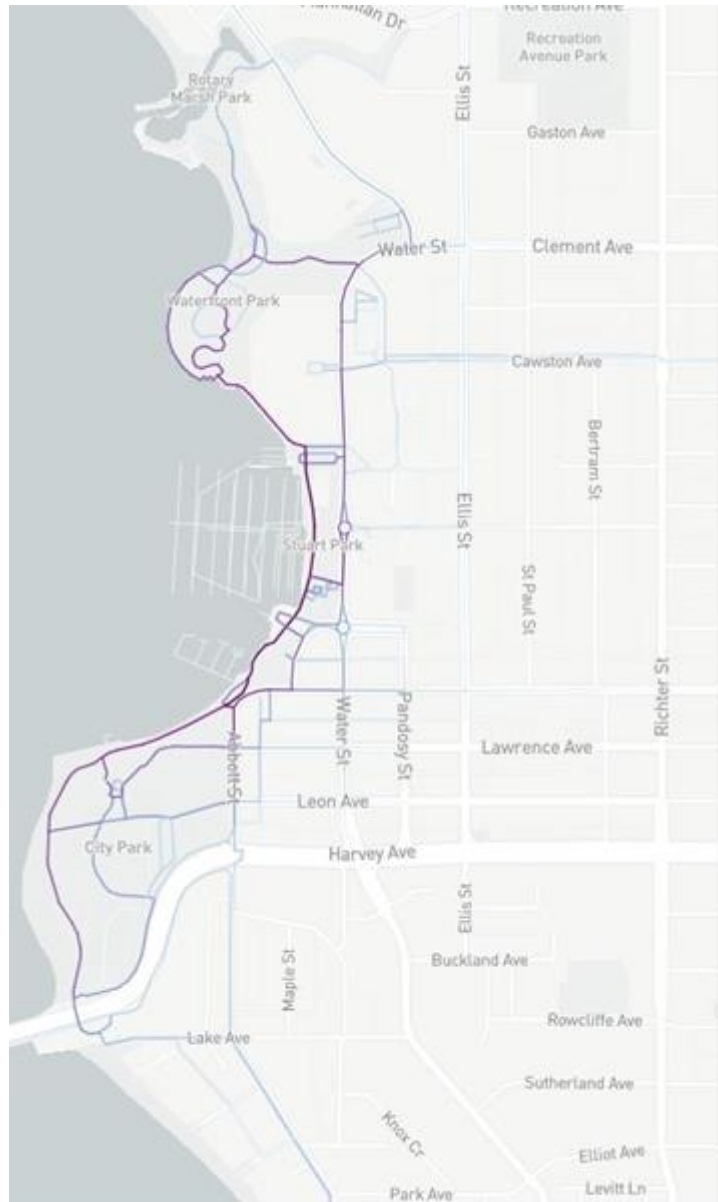 Manhattan Dr
Recreation Ave
Recreation
Avenue Park
Rotary
Marsh Park
Ellis St
Gaston Ave
Water St
Clement Ave
Waterfront Park
Cawston Ave
Bertram St
Ellis St
Stuart Park
St Paul St
Richter St
Abbott St
Water St
Pandosy St
Lawrence Ave
Leon Ave
City Park
Harvey Ave
Ellis St
Maple St
Buckland Ave
Rowcliffe Ave
Lake Ave
Sutherland Ave
Knox Cr
Elliot Ave
Park Ave
Levitt Ln